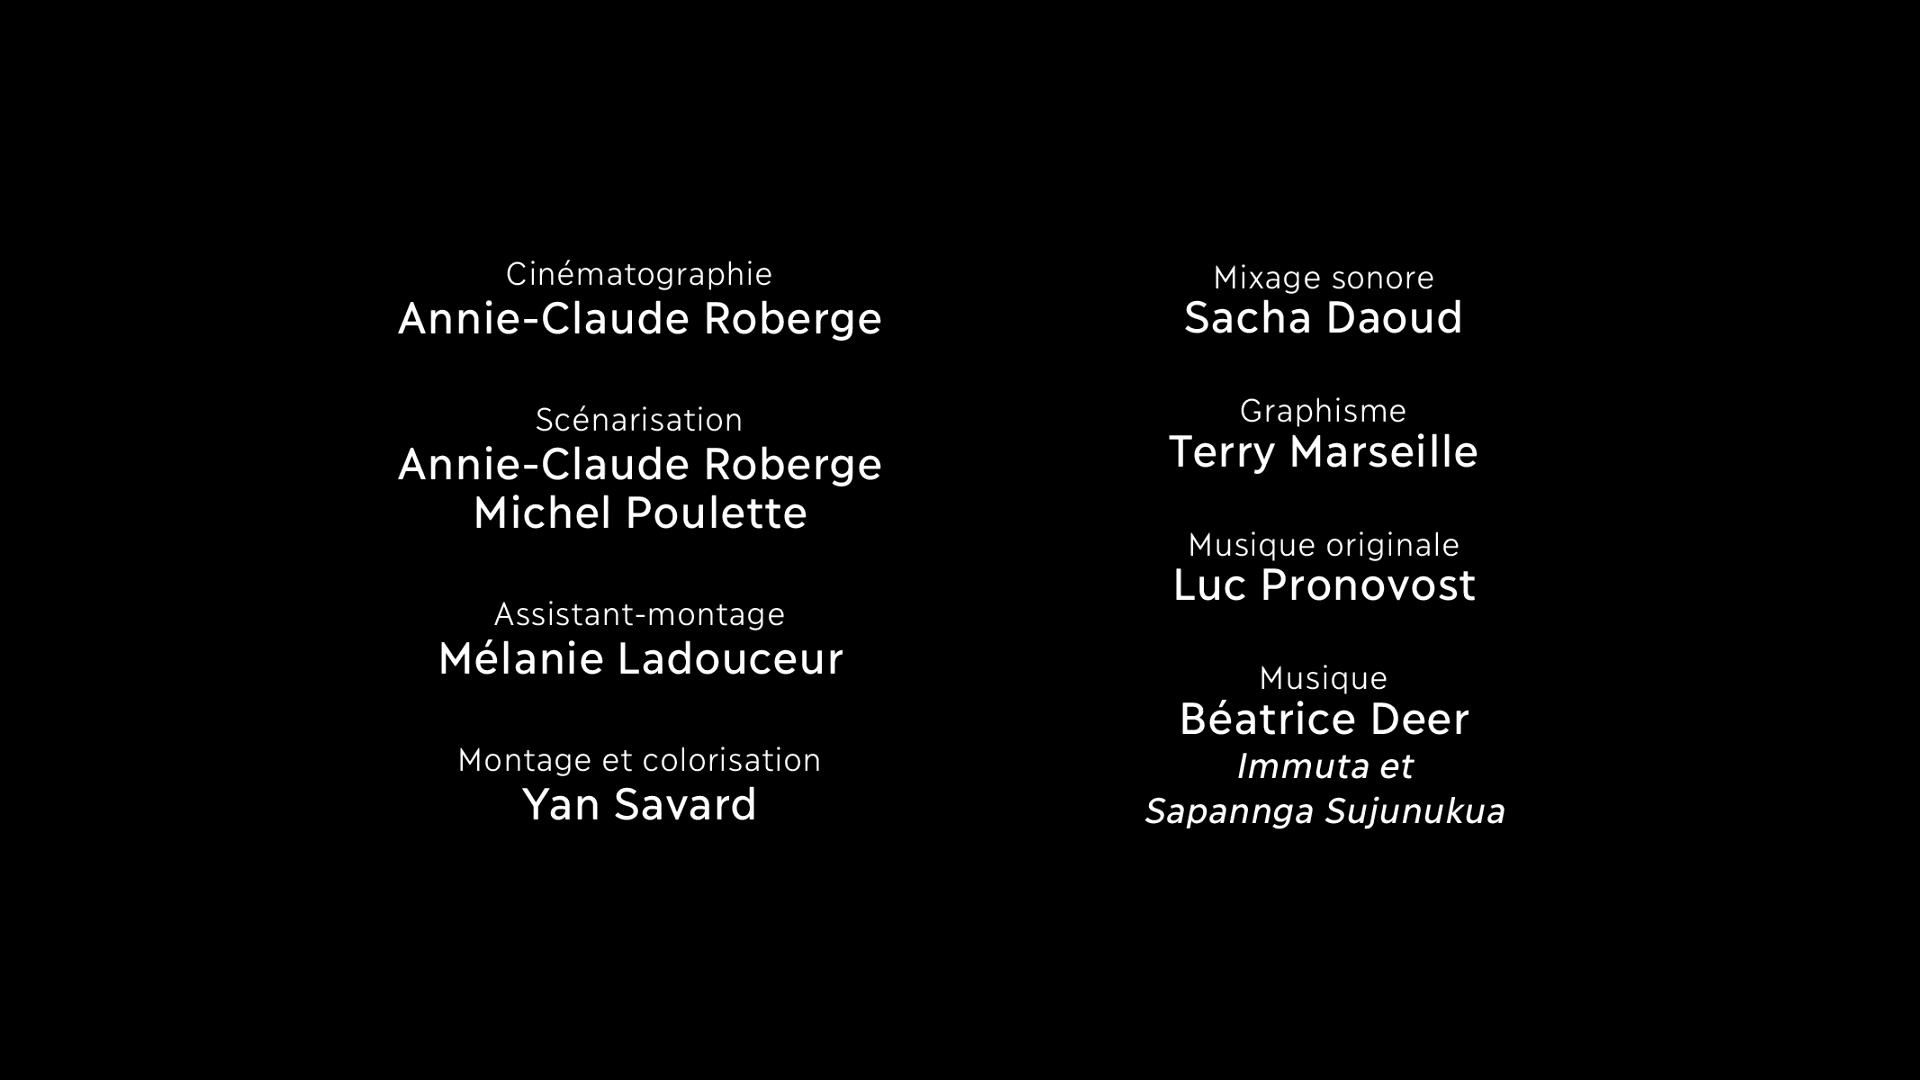 Cinématographie
Annie-Claude Roberge
Scénarisation
Annie-Claude Roberge
Michel Poulette
Assistant-montage
Mélanie Ladouceur
Montage et colorisation
Yan Savard
Mixage sonore
Sacha Daoud
Graphisme
Terry Marseille
Musique originale
Luc Pronovost
Musique
Béatrice Deer
Immuta et
Sapannga Sujunukua